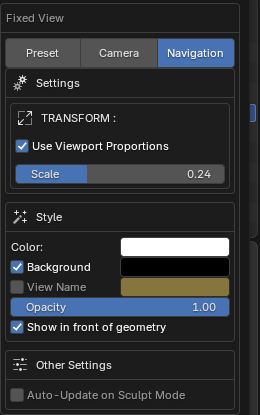 Fixed View
Preset Camera Navigation
Settings
TRANSFORM :
Use Viewport Proportions
Scale 0.24
Style
Color:
Background
View Name
Opacity 1.00
Show in front of geometry
Other Settings
Auto-Update on Sculpt Mode